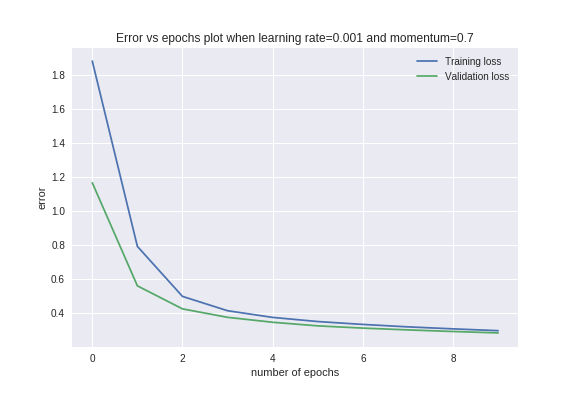 Error vs epochs plot when learning rate=0.001 and momentum=0.7
Training loss
Validation loss
1.8
1.6
1.4
1.2
1.0
0.8
0.6
0.4
error
0 2 4 6 8
number of epochs